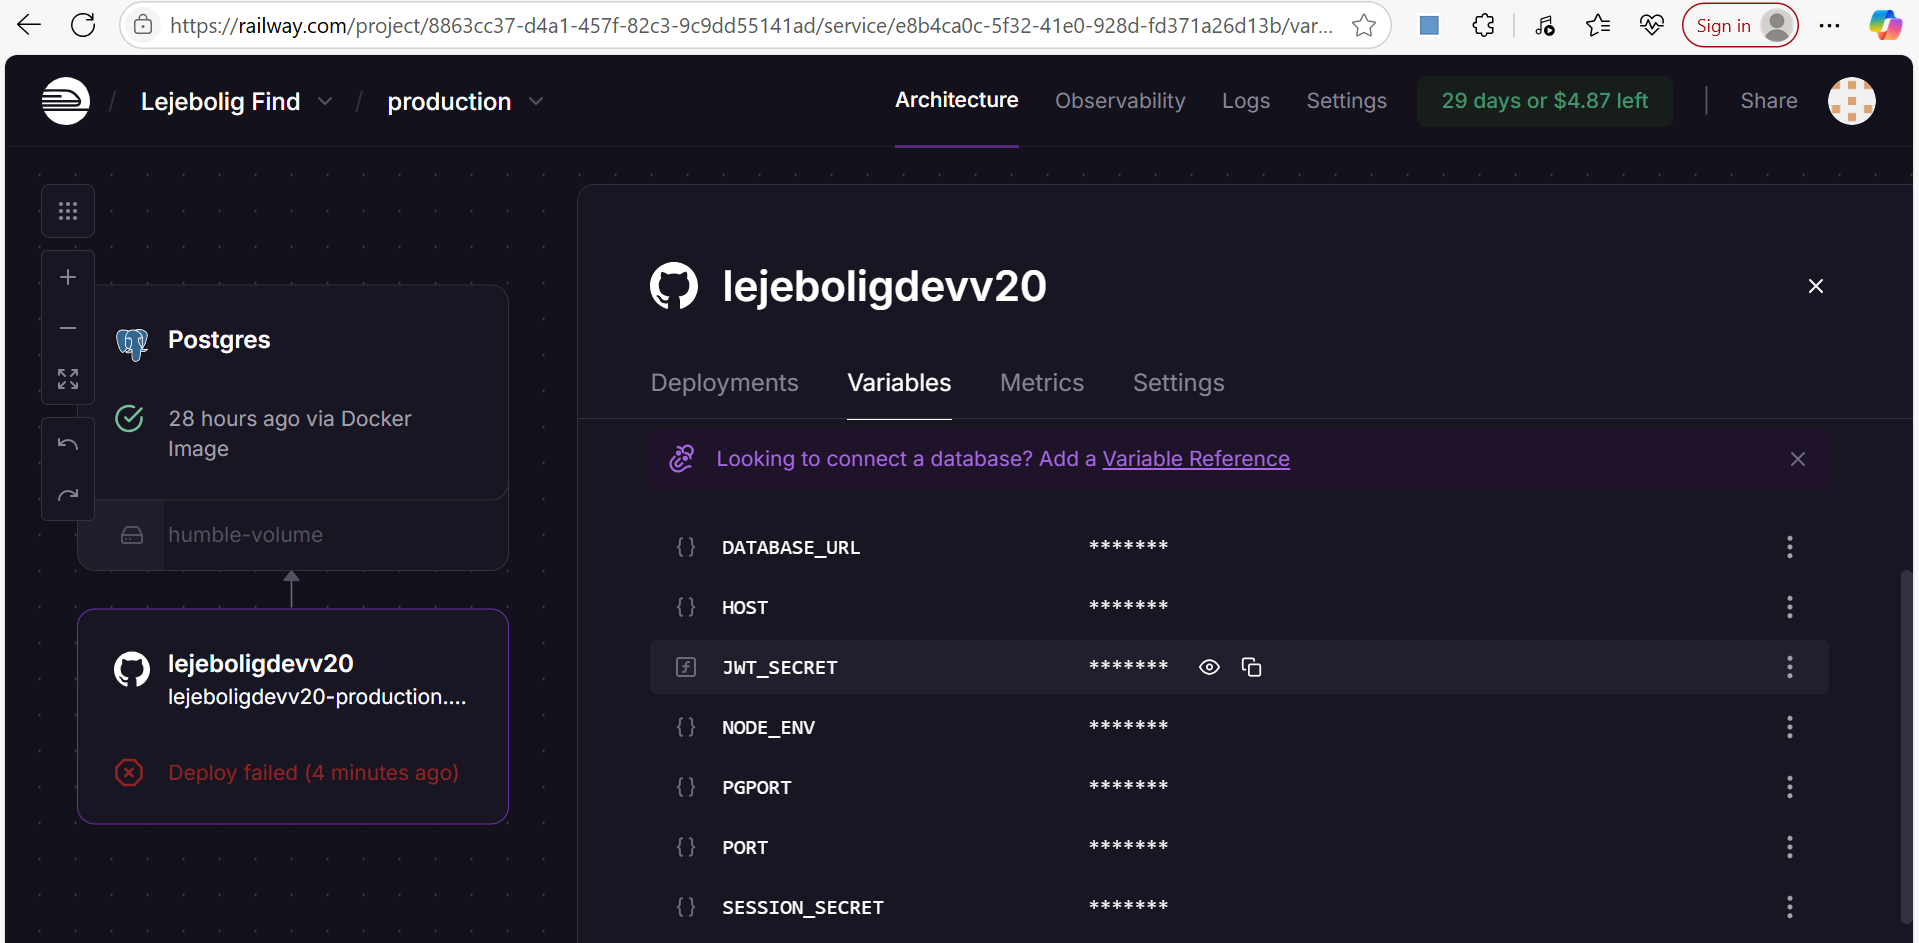 https://railway.com/project/8863cc37-d4a1-457f-82c3-9c9dd55141ad/service/e8b4ca0c-5f32-41e0-928d-fd371a26d13b/var...
Sign in
/ Lejebolig Find / production
Architecture
Observability
Logs
Settings
29 days or $4.87 left
Share
Postgres
28 hours ago via Docker
Image
humble-volume
lejeboligdevv20
lejeboligdevv20-production....
Deploy failed (4 minutes ago)
lejeboligdevv20
Deployments
Variables
Metrics
Settings
Looking to connect a database? Add a Variable Reference
{} DATABASE_URL *******
{} HOST *******
JWT_SECRET *******
{} NODE_ENV *******
{} PGPORT *******
{} PORT *******
{} SESSION_SECRET *******